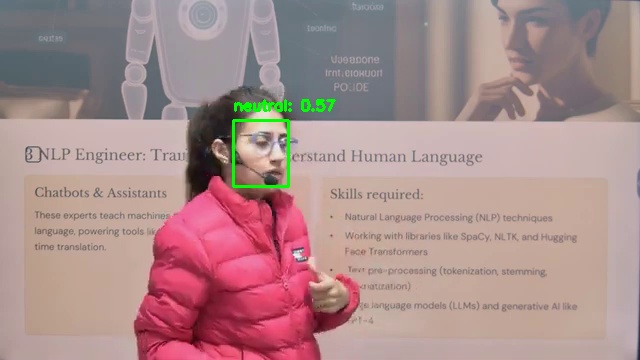 neutral: 0.57
3 NLP Engineer: Trai erstand Human Language
Chatbots & Assistants
These experts teach machines
language, powering tools
time translation.
Skills required:
• Natural Language Processing (NLP) techniques
• Working with libraries like SpaCy, NLTK, and Hugging
Face Transformers
Text pre-processing (tokenization, stemming,
language models (LLMs) and generative AI like